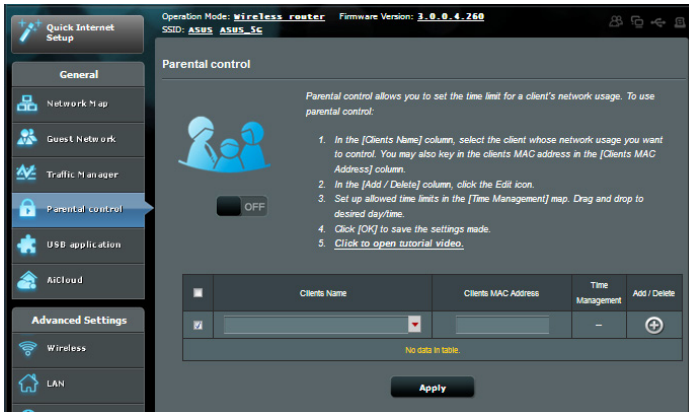 Quick Internet
Setup
Operation Mode: Wireless router Firmware Version: 3.0.0.4.260
SSID: ASUS ASUS_5G
General
Network Map
Guest Network
Traffic Manager
Parental control
USB application
AiCloud
Advanced Settings
Wireless
LAN
Parental control
Parental control allows you to set the time limit for a client's network usage. To use
parental control:
1. In the [Clients Name] column, select the client whose network usage you want
to control. You may also key in the clients MAC address in the [Clients MAC
Address] column.
2. In the [Add / Delete] column, click the Edit icon.
3. Set up allowed time limits in the [Time Management] map. Drag and drop to
desired day/time.
4. Click [OK] to save the settings made.
5. Click to open tutorial video.
OFF
Clients Name
Clients MAC Address
Time
Management
Add / Delete
–
No data in table.
Apply